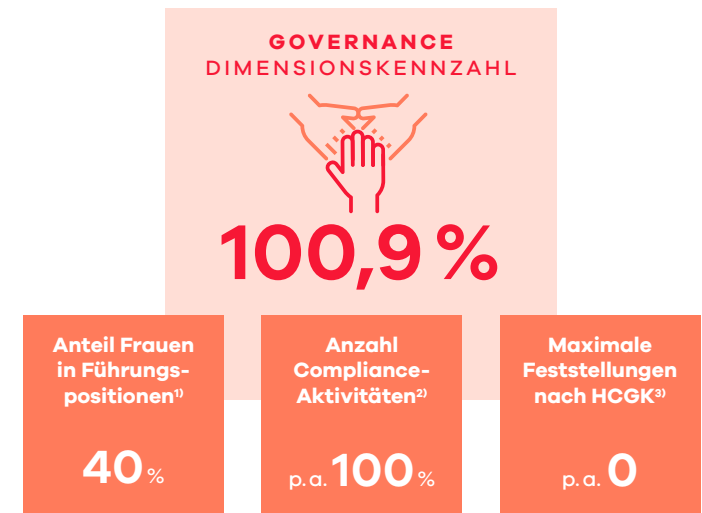 GOVERNANCE
DIMENSIONSKENNZAHL
100,9 %
Anteil Frauen
in Führungs-
positionen¹⁾
40 %
Anzahl
Compliance-
Aktivitäten²⁾
p. a. 100 %
Maximale
Feststellungen
nach HCGK³⁾
p. a. 0